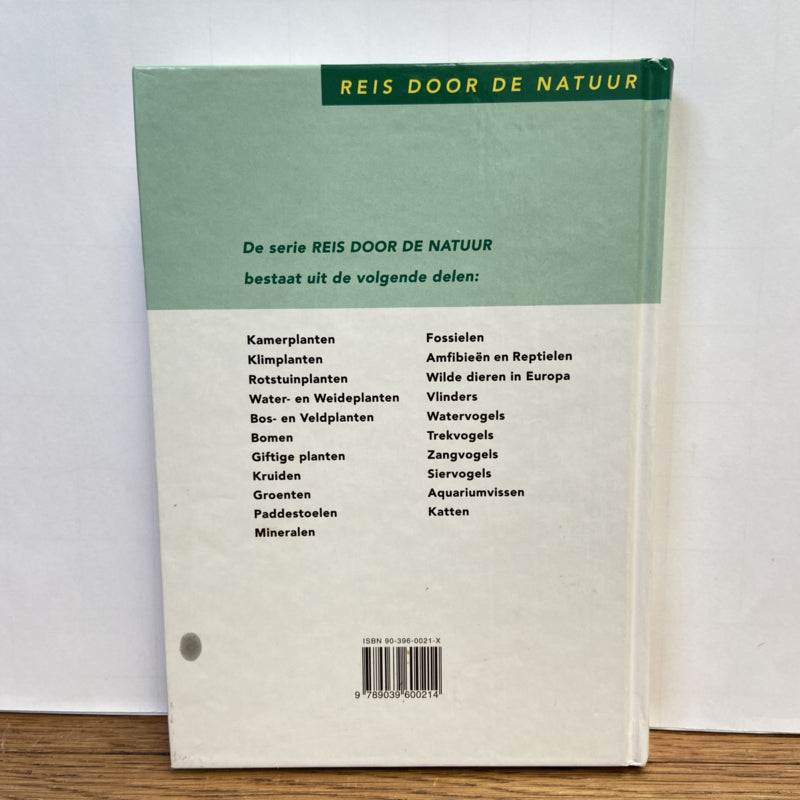 REIS DOOR DE NATUUR
De serie REIS DOOR DE NATUUR
bestaat uit de volgende delen:
Kamerplanten
Klimplanten
Rotstuinplanten
Water- en Weideplanten
Bos- en Veldplanten
Bomen
Giftige planten
Kruiden
Groenten
Paddestoelen
Mineralen
Fossielen
Amfibieën en Reptielen
Wilde dieren in Europa
Vlinders
Watervogels
Trekvogels
Zangvogels
Siervogels
Aquariumvissen
Katten
ISBN 90-396-0021-X
9 789039 600214